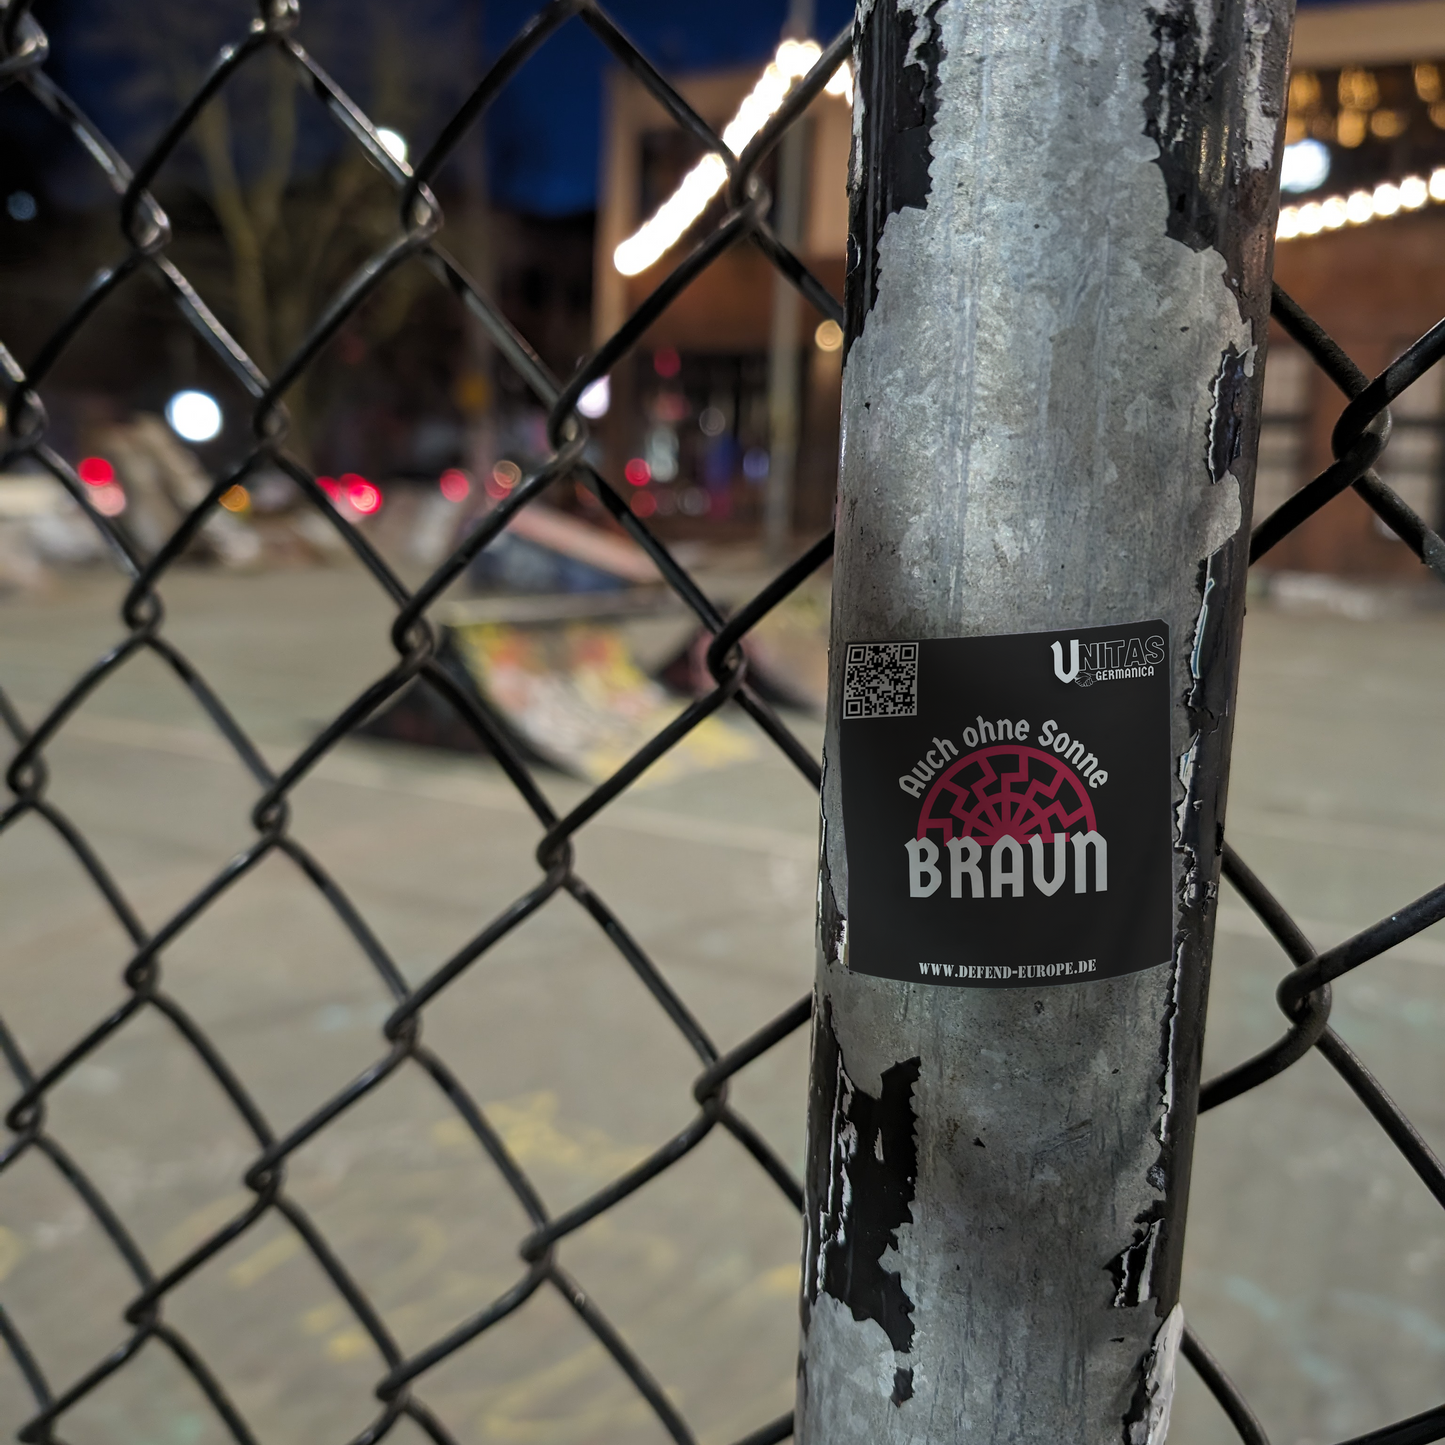 UNITAS
GERMANICA
Auch ohne Sonne
BRAUN
WWW.DEFEND-EUROPE.DE